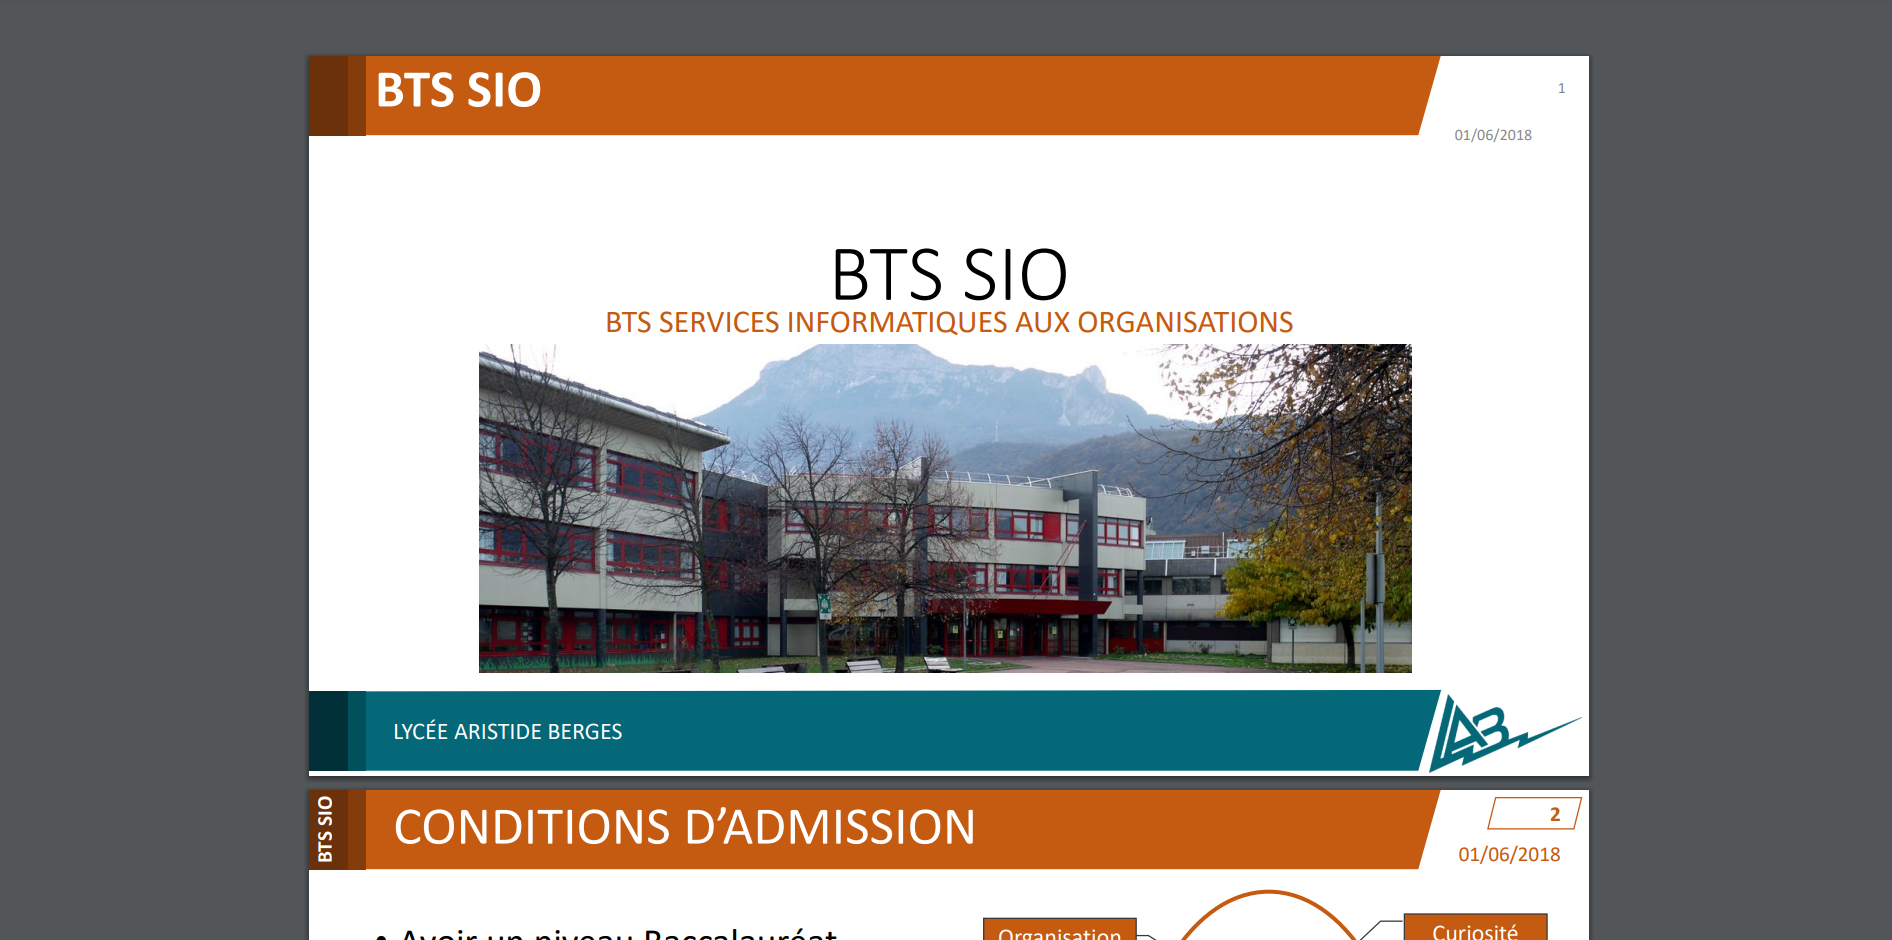 BTS SIO
1
01/06/2018
BTS SIO
BTS SERVICES INFORMATIQUES AUX ORGANISATIONS
LYCÉE ARISTIDE BERGES
LAB
BTS SIO
CONDITIONS D’ADMISSION
2
01/06/2018
• Avoir un niveau Baccalauréat
Organisation
Curiosité